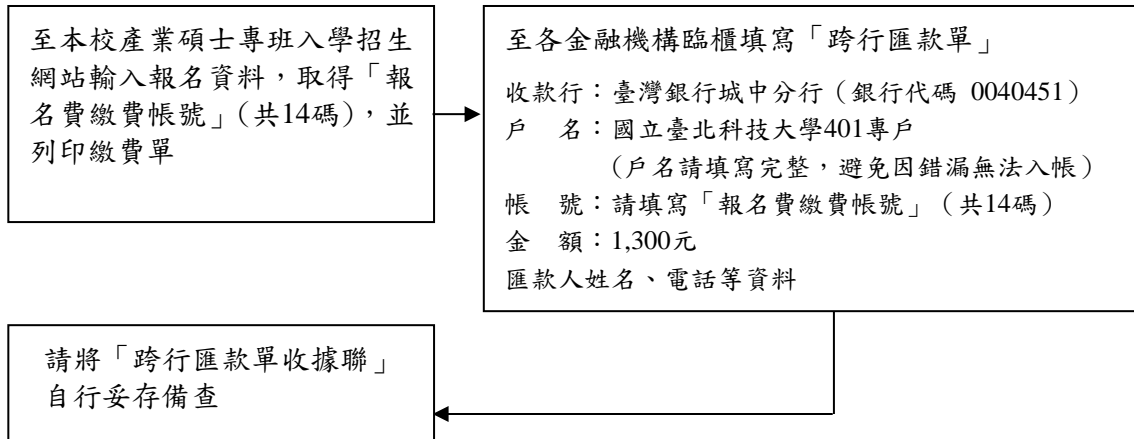 至本校產業碩士專班入學招生
網站輸入報名資料，取得「報
名費繳費帳號」（共14碼），並
列印繳費單
至各金融機構臨櫃填寫「跨行匯款單」
收款行：臺灣銀行城中分行（銀行代碼 0040451）
戶　名：國立臺北科技大學401專戶
（戶名請填寫完整，避免因錯漏無法入帳）
帳　號：請填寫「報名費繳費帳號」（共14碼）
金　額：1,300元
匯款人姓名、電話等資料
請將「跨行匯款單收據聯」
自行妥存備查